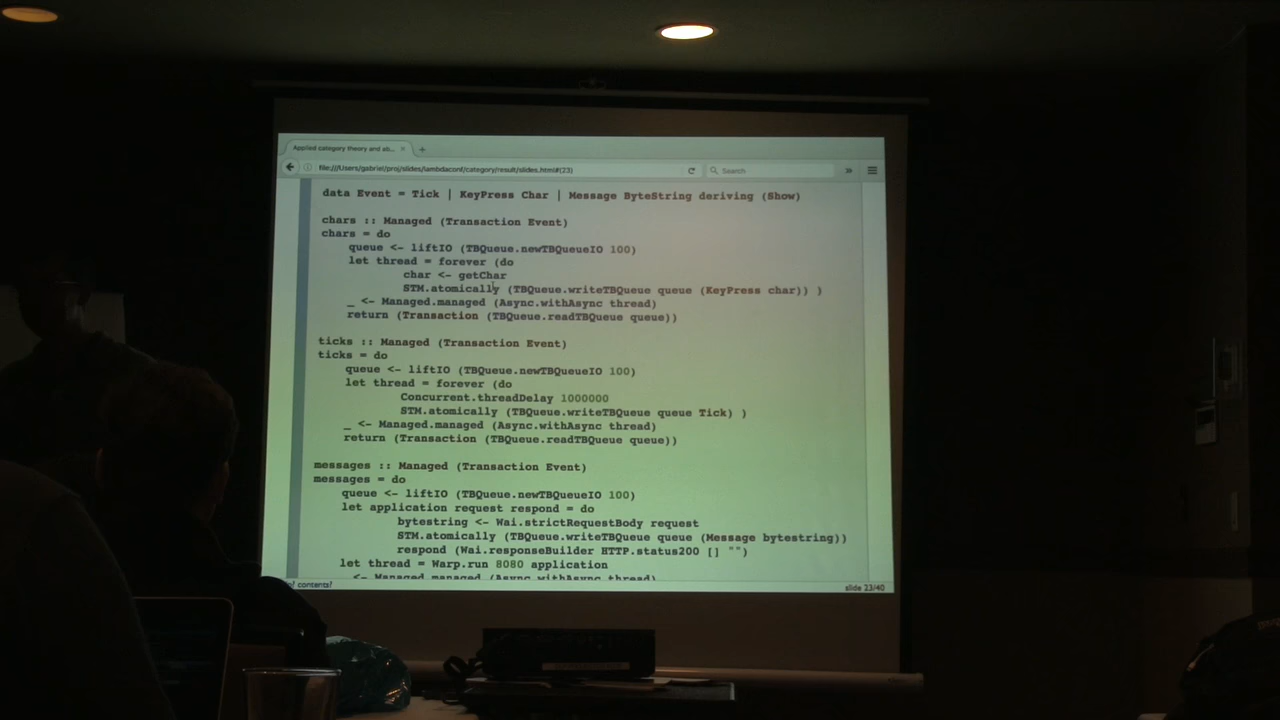 Applied category theory and ab... × +
file:///Users/gabriel/proj/slides/lambdaconf/category/result/slides.html#(23)
Search
data Event = Tick | KeyPress Char | Message ByteString deriving (Show)
chars :: Managed (Transaction Event)
chars = do
queue <- liftIO (TBQueue.newTBQueueIO 100)
let thread = forever (do
char <- getChar
STM.atomically (TBQueue.writeTBQueue queue (KeyPress char)) )
_ <- Managed.managed (Async.withAsync thread)
return (Transaction (TBQueue.readTBQueue queue))
ticks :: Managed (Transaction Event)
ticks = do
queue <- liftIO (TBQueue.newTBQueueIO 100)
let thread = forever (do
Concurrent.threadDelay 1000000
STM.atomically (TBQueue.writeTBQueue queue Tick) )
_ <- Managed.managed (Async.withAsync thread)
return (Transaction (TBQueue.readTBQueue queue))
messages :: Managed (Transaction Event)
messages = do
queue <- liftIO (TBQueue.newTBQueueIO 100)
let application request respond = do
bytestring <- Wai.strictRequestBody request
STM.atomically (TBQueue.writeTBQueue queue (Message bytestring))
respond (Wai.responseBuilder HTTP.status200 [] "")
let thread = Warp.run 8080 application
_ <- Managed.managed (Async.withAsync thread)
contents?
slide 23/40